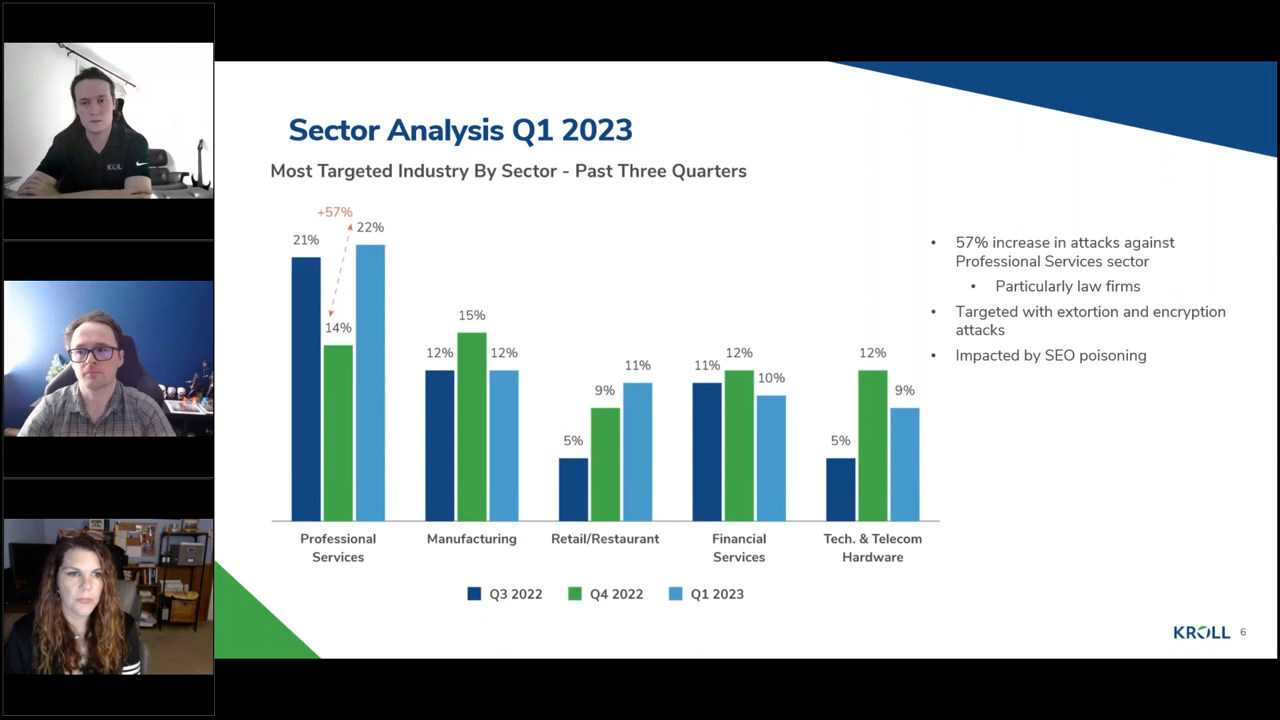 Sector Analysis Q1 2023
Most Targeted Industry By Sector - Past Three Quarters
+57%
21%
14%
22%
12%
15%
12%
5%
9%
11%
11%
12%
10%
5%
12%
9%
Professional
Services
Manufacturing
Retail/Restaurant
Financial
Services
Tech. & Telecom
Hardware
Q3 2022
Q4 2022
Q1 2023
• 57% increase in attacks against
Professional Services sector
• Particularly law firms
• Targeted with extortion and encryption
attacks
• Impacted by SEO poisoning
KROLL 6
KROLL